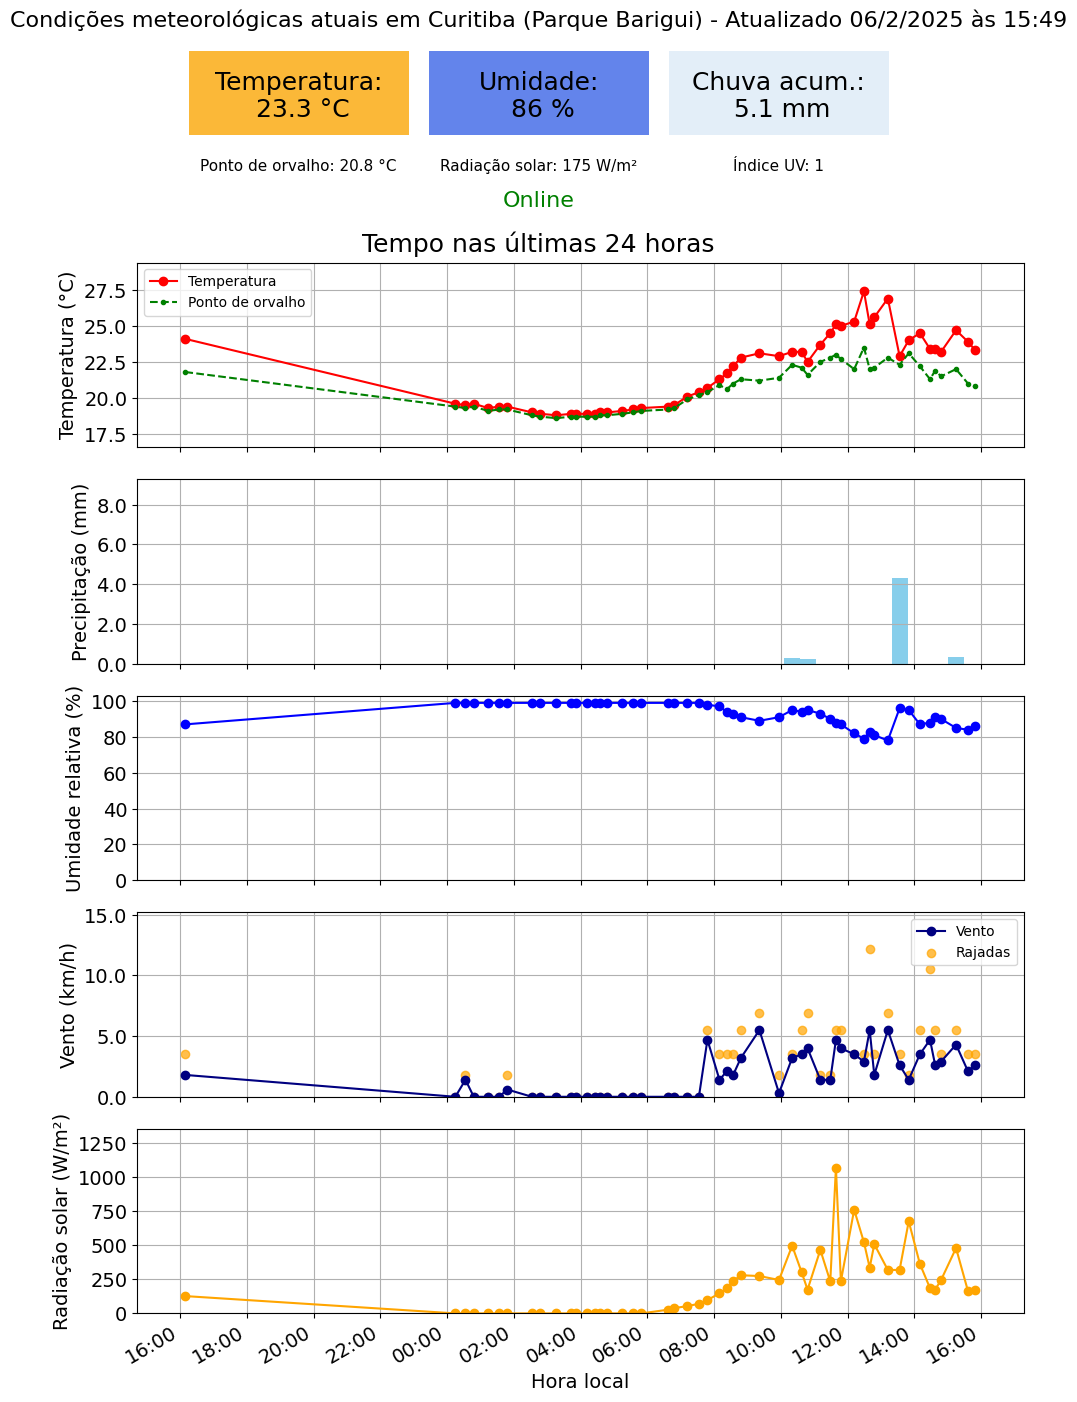 Condições meteorológicas atuais em Curitiba (Parque Barigui) - Atualizado 06/2/2025 às 15:49
Temperatura:
23.3 °C
Umidade:
86 %
Chuva acum.:
5.1 mm
Ponto de orvalho: 20.8 °C
Radiação solar: 175 W/m²
Índice UV: 1
Online
Tempo nas últimas 24 horas
Temperatura (°C)
27.5
25.0
22.5
20.0
17.5
Temperatura
Ponto de orvalho
Precipitação (mm)
8.0
6.0
4.0
2.0
0.0
Umidade relativa (%)
100
80
60
40
20
0
Vento (km/h)
15.0
10.0
5.0
0.0
Vento
Rajadas
Radiação solar (W/m²)
1250
1000
750
500
250
0
16:00
18:00
20:00
22:00
00:00
02:00
04:00
06:00
08:00
10:00
12:00
14:00
16:00
Hora local